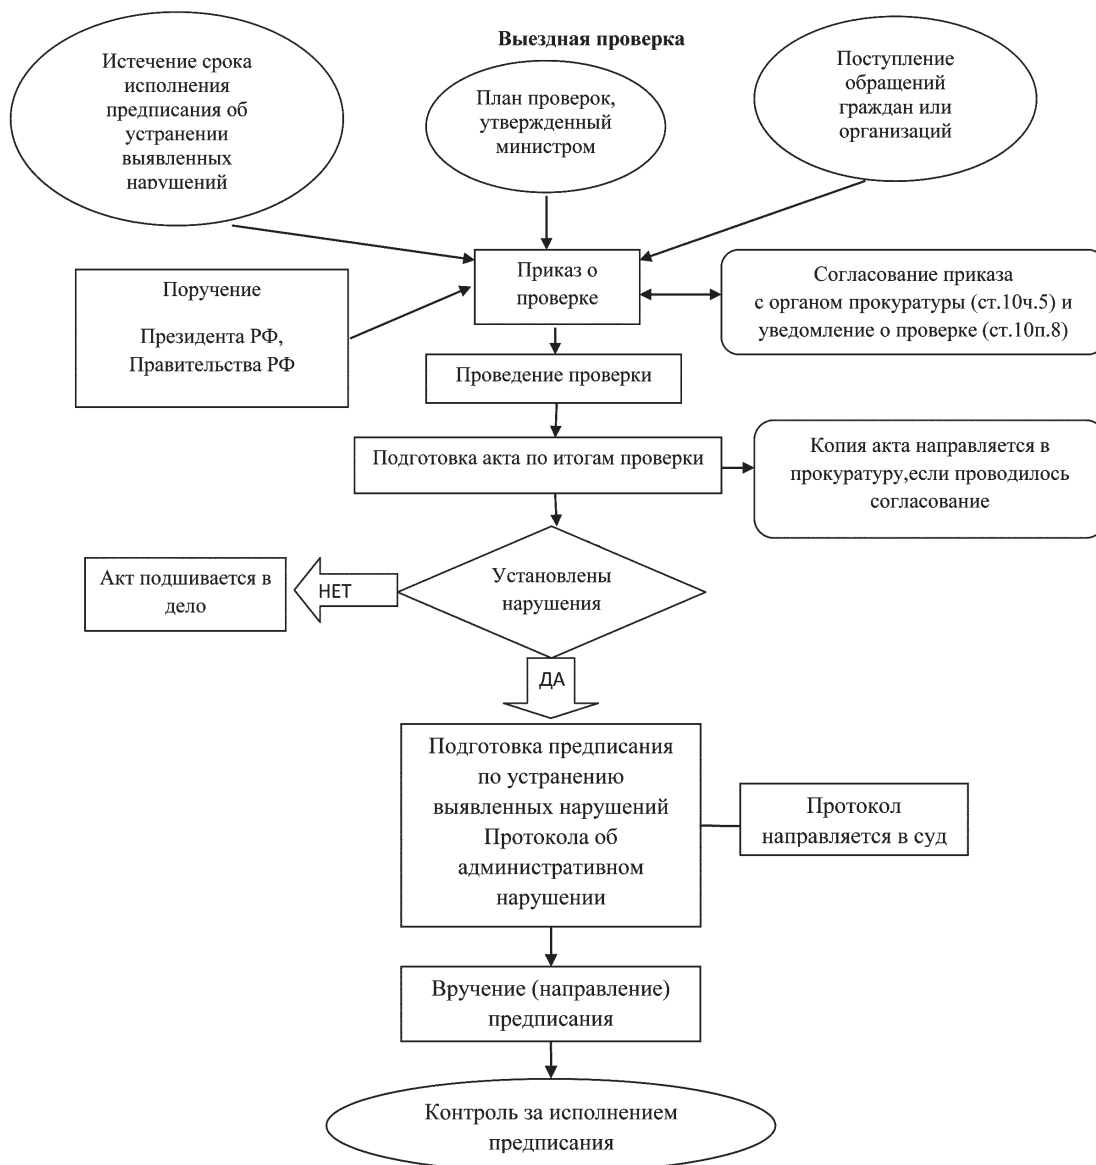 Выездная проверка
Истечение срока
исполнения
предписания об
устранении
выявленных
нарушений
План проверок,
утвержденный
министром
Поступление
обращений
граждан или
организаций
Поручение
Президента РФ,
Правительства РФ
Приказ о
проверке
Согласование приказа
с органом прокуратуры (ст.10ч.5) и
уведомление о проверке (ст.10п.8)
Проведение проверки
Подготовка акта по итогам проверки
Копия акта направляется в
прокуратуру,если проводилось
согласование
Установлены
нарушения
НЕТ
Акт подшивается в
дело
ДА
Подготовка предписания
по устранению
выявленных нарушений
Протокола об
административном
нарушении
Протокол
направляется в суд
Вручение (направление)
предписания
Контроль за исполнением
предписания